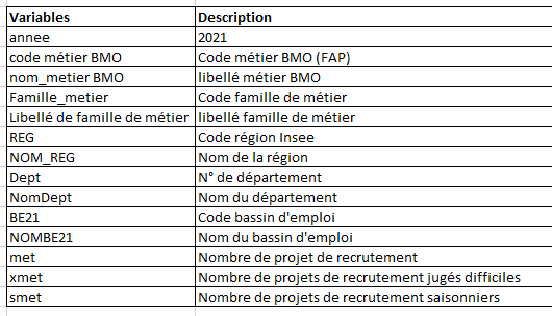 Variables Description
annee 2021
code métier BMO Code métier BMO (FAP)
nom_metier BMO libellé métier BMO
Famille_metier Code famille de métier
Libellé de famille de métier libellé famille de métier
REG Code région Insee
NOM_REG Nom de la région
Dept N° de département
NomDept Nom du département
BE21 Code bassin d'emploi
NOMBE21 Nom du bassin d'emploi
met Nombre de projet de recrutement
xmet Nombre de projets de recrutement jugés difficiles
smet Nombre de projets de recrutement saisonniers